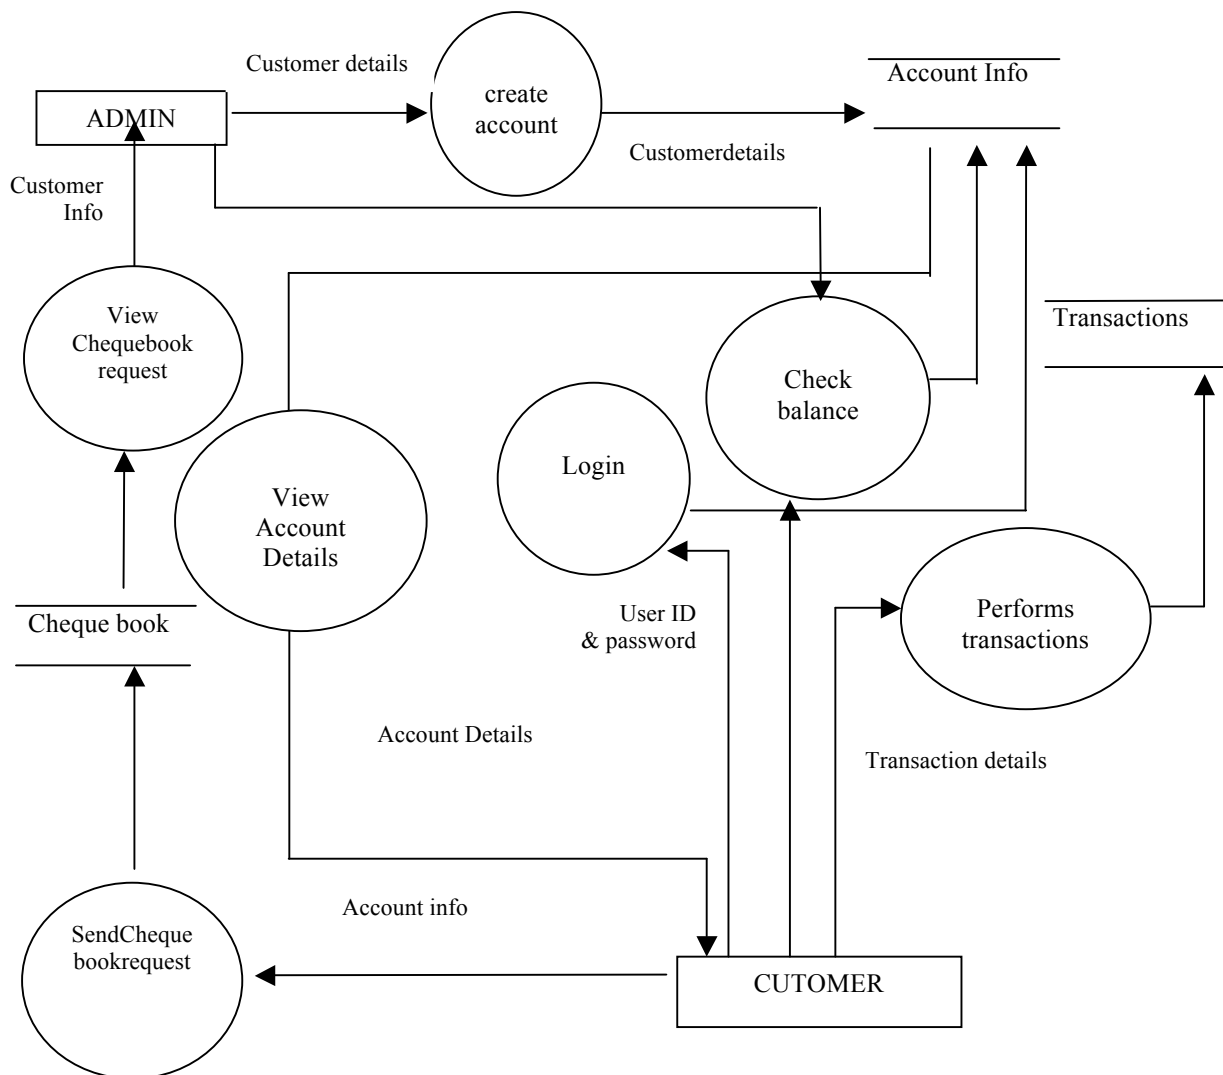 Customer details
create
account
Account Info
ADMIN
Customerdetails
Customer
Info
View
Chequebook
request
Transactions
Check
balance
Login
View
Account
Details
Cheque book
User ID
& password
Performs
transactions
Account Details
Transaction details
Account info
SendCheque
bookrequest
CUTOMER